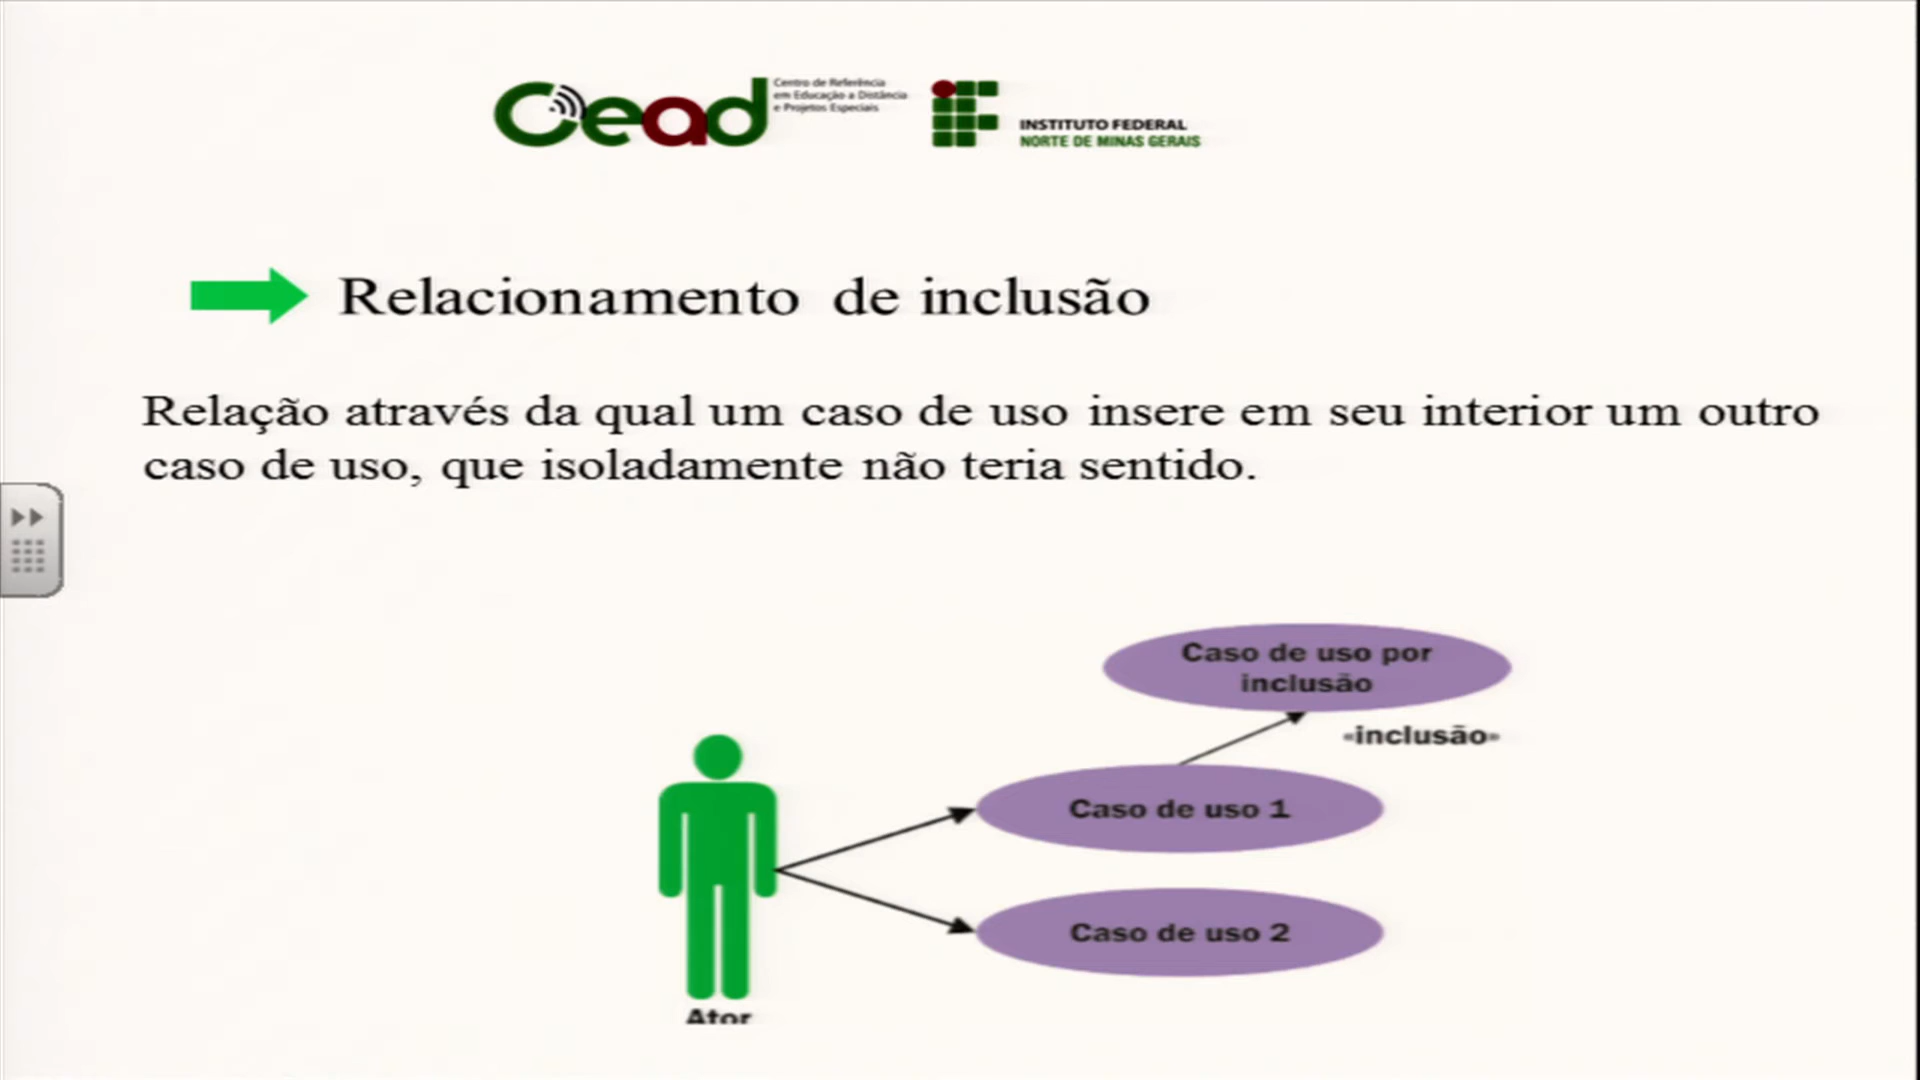 Cead
Centro de Referência
em Educação a Distância
e Projetos Especiais
INSTITUTO FEDERAL
NORTE DE MINAS GERAIS
Relacionamento de inclusão
Relação através da qual um caso de uso insere em seu interior um outro
caso de uso, que isoladamente não teria sentido.
Caso de uso por
inclusão
«inclusão»
Caso de uso 1
Caso de uso 2
Ator